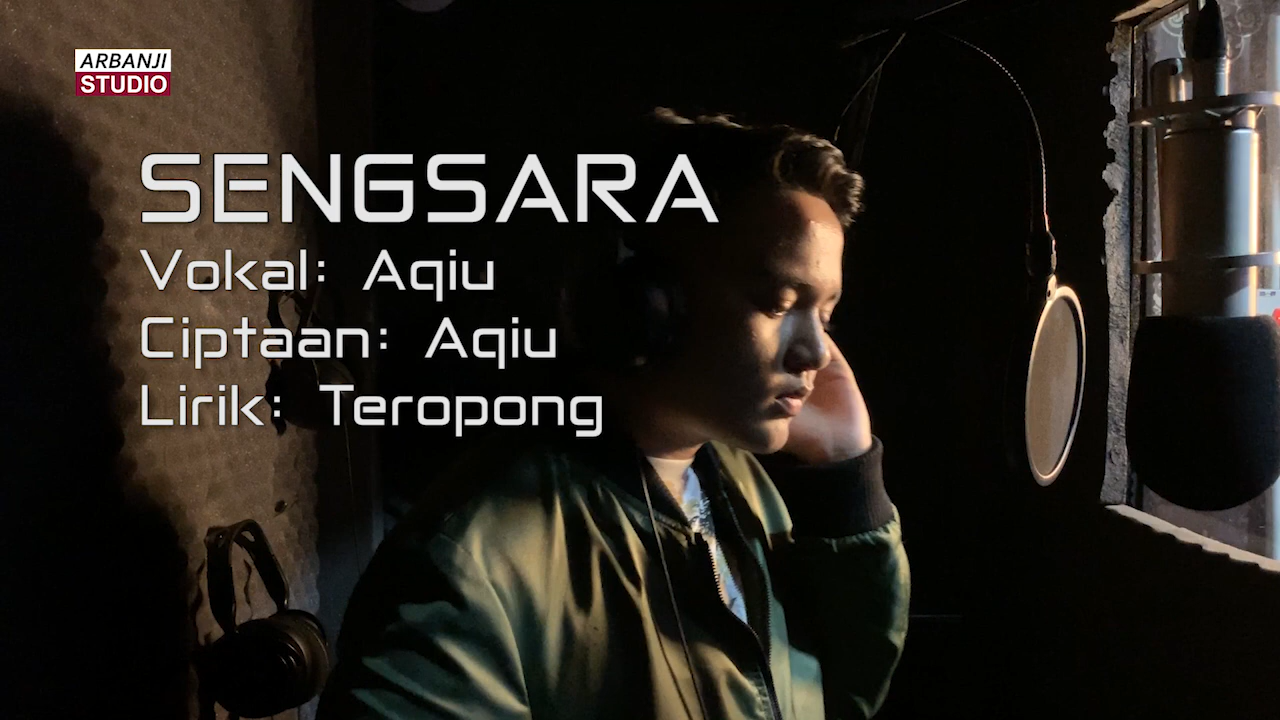 ARBANJI
STUDIO
SENGSARA
Vokal: Aqiu
Ciptaan: Aqiu
Lirik: Teropong